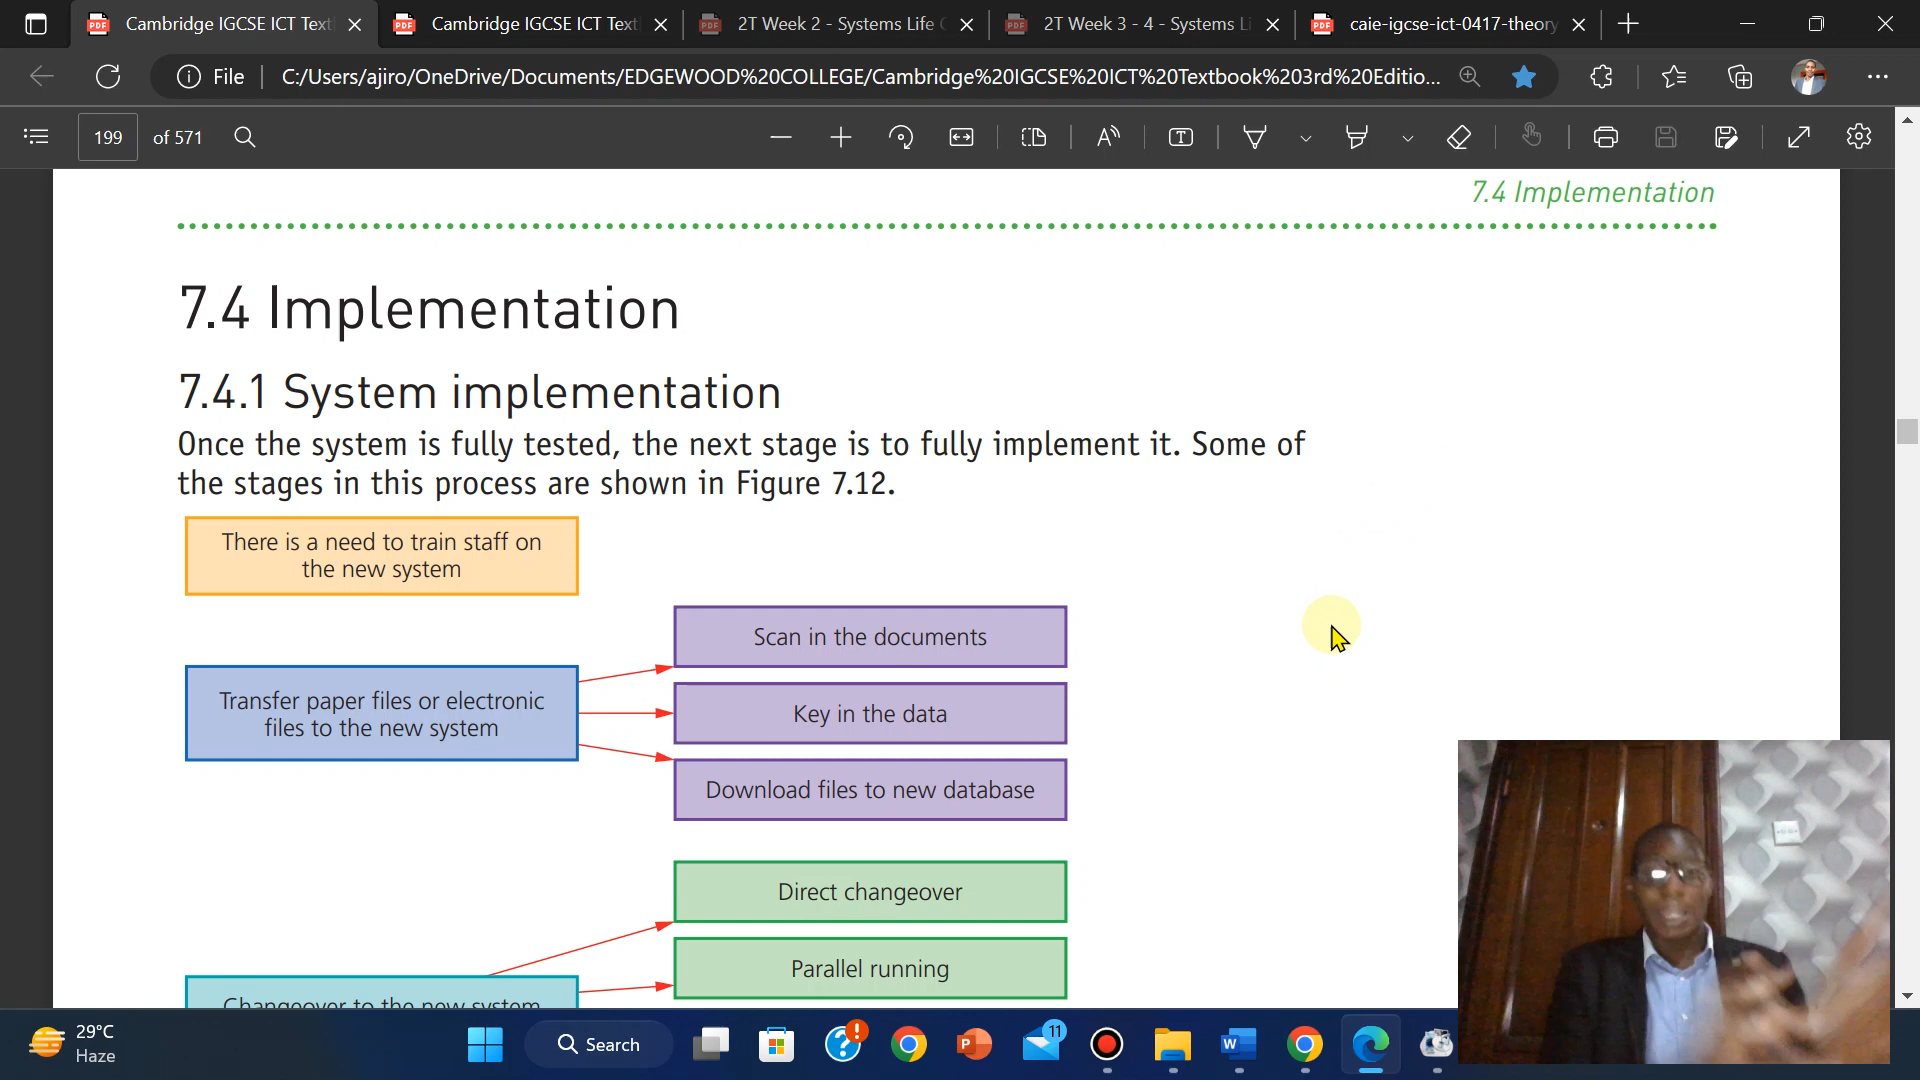 Cambridge IGCSE ICT Text
Cambridge IGCSE ICT Text
2T Week 2 - Systems Life C
2T Week 3 - 4 - Systems Li
caie-igcse-ict-0417-theory
File
C:/Users/ajiro/OneDrive/Documents/EDGEWOOD%20COLLEGE/Cambridge%20IGCSE%20ICT%20Textbook%203rd%20Editio...
199 of 571
7.4 Implementation
7.4 Implementation
7.4.1 System implementation
Once the system is fully tested, the next stage is to fully implement it. Some of
the stages in this process are shown in Figure 7.12.
There is a need to train staff on
the new system
Scan in the documents
Transfer paper files or electronic
files to the new system
Key in the data
Download files to new database
Direct changeover
Parallel running
Changeover to the new system
29°C
Haze
Search
11